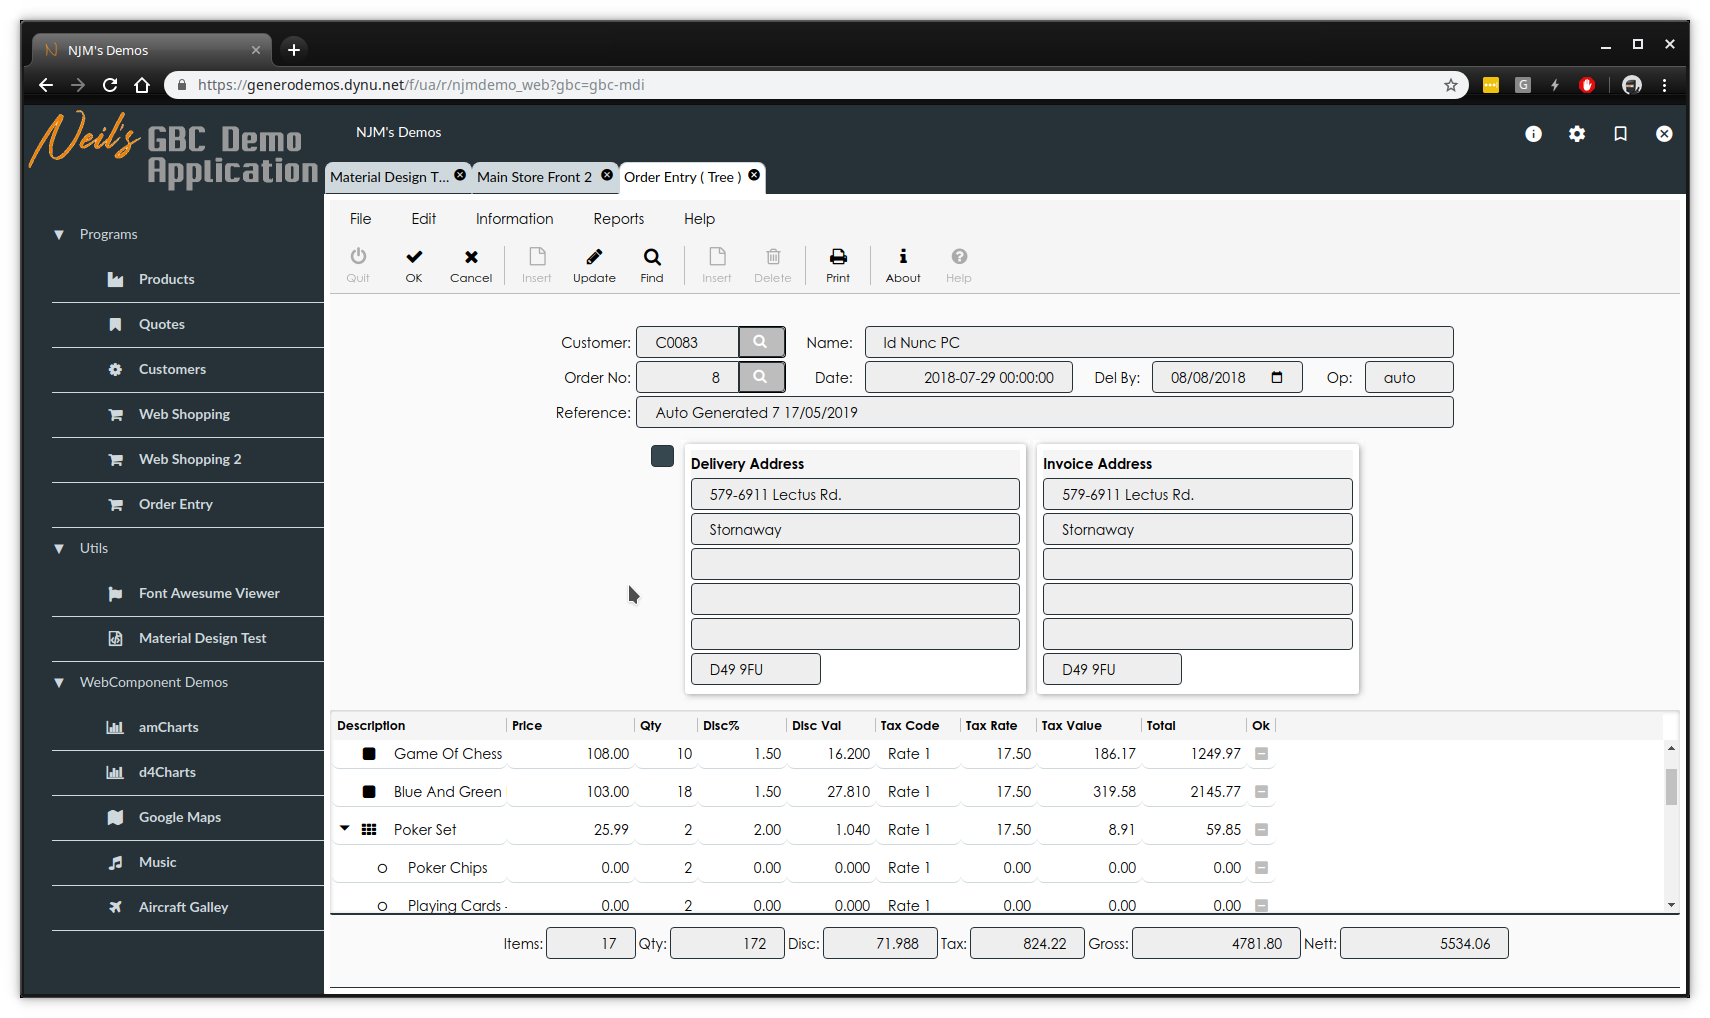 NJM's Demos
https://generodemos.dynu.net/f/ua/r/njmdemo_web?gbc=gbc-mdi
Neil's GBC Demo Application
NJM's Demos
Material Design T... Main Store Front 2 Order Entry ( Tree )
Programs
Products
Quotes
Customers
Web Shopping
Web Shopping 2
Order Entry
Utils
Font Awesume Viewer
Material Design Test
WebComponent Demos
amCharts
d4Charts
Google Maps
Music
Aircraft Galley
File Edit Information Reports Help
Quit OK Cancel Insert Update Find Insert Delete Print About Help
Customer: C0083 Name: Id Nunc PC
Order No: 8 Date: 2018-07-29 00:00:00 Del By: 08/08/2018 Op: auto
Reference: Auto Generated 7 17/05/2019
Delivery Address
579-6911 Lectus Rd.
Stornaway
D49 9FU
Invoice Address
579-6911 Lectus Rd.
Stornaway
D49 9FU
Description Price Qty Disc% Disc Val Tax Code Tax Rate Tax Value Total Ok
Game Of Chess 108.00 10 1.50 16.200 Rate 1 17.50 186.17 1249.97
Blue And Green 103.00 18 1.50 27.810 Rate 1 17.50 319.58 2145.77
Poker Set 25.99 2 2.00 1.040 Rate 1 17.50 8.91 59.85
Poker Chips 0.00 2 0.00 0.000 Rate 1 0.00 0.00 0.00
Playing Cards - 0.00 2 0.00 0.000 Rate 1 0.00 0.00 0.00
Items: 17 Qty: 172 Disc: 71.988 Tax: 824.22 Gross: 4781.80 Nett: 5534.06